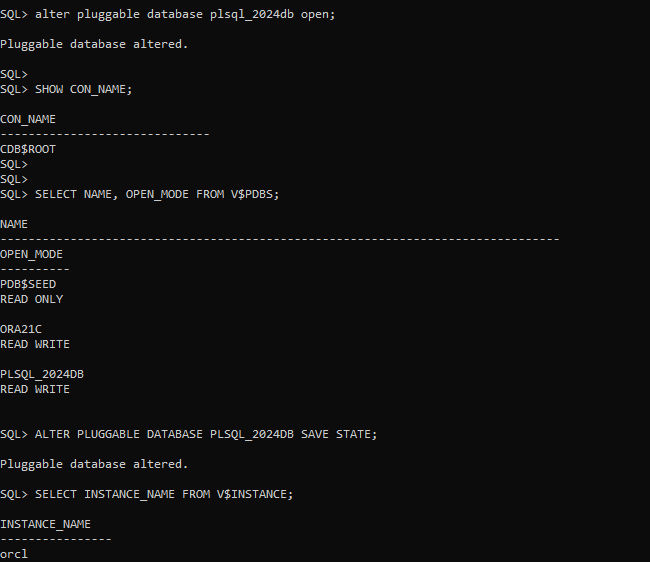 SQL> alter pluggable database plsql_2024db open;
Pluggable database altered.
SQL>
SQL> SHOW CON_NAME;
CON_NAME
------------------------------
CDB$ROOT
SQL>
SQL>
SQL> SELECT NAME, OPEN_MODE FROM V$PDBS;
NAME
--------------------------------------------------------------------------------
OPEN_MODE
----------
PDB$SEED
READ ONLY
ORA21C
READ WRITE
PLSQL_2024DB
READ WRITE
SQL> ALTER PLUGGABLE DATABASE PLSQL_2024DB SAVE STATE;
Pluggable database altered.
SQL> SELECT INSTANCE_NAME FROM V$INSTANCE;
INSTANCE_NAME
----------------
orcl